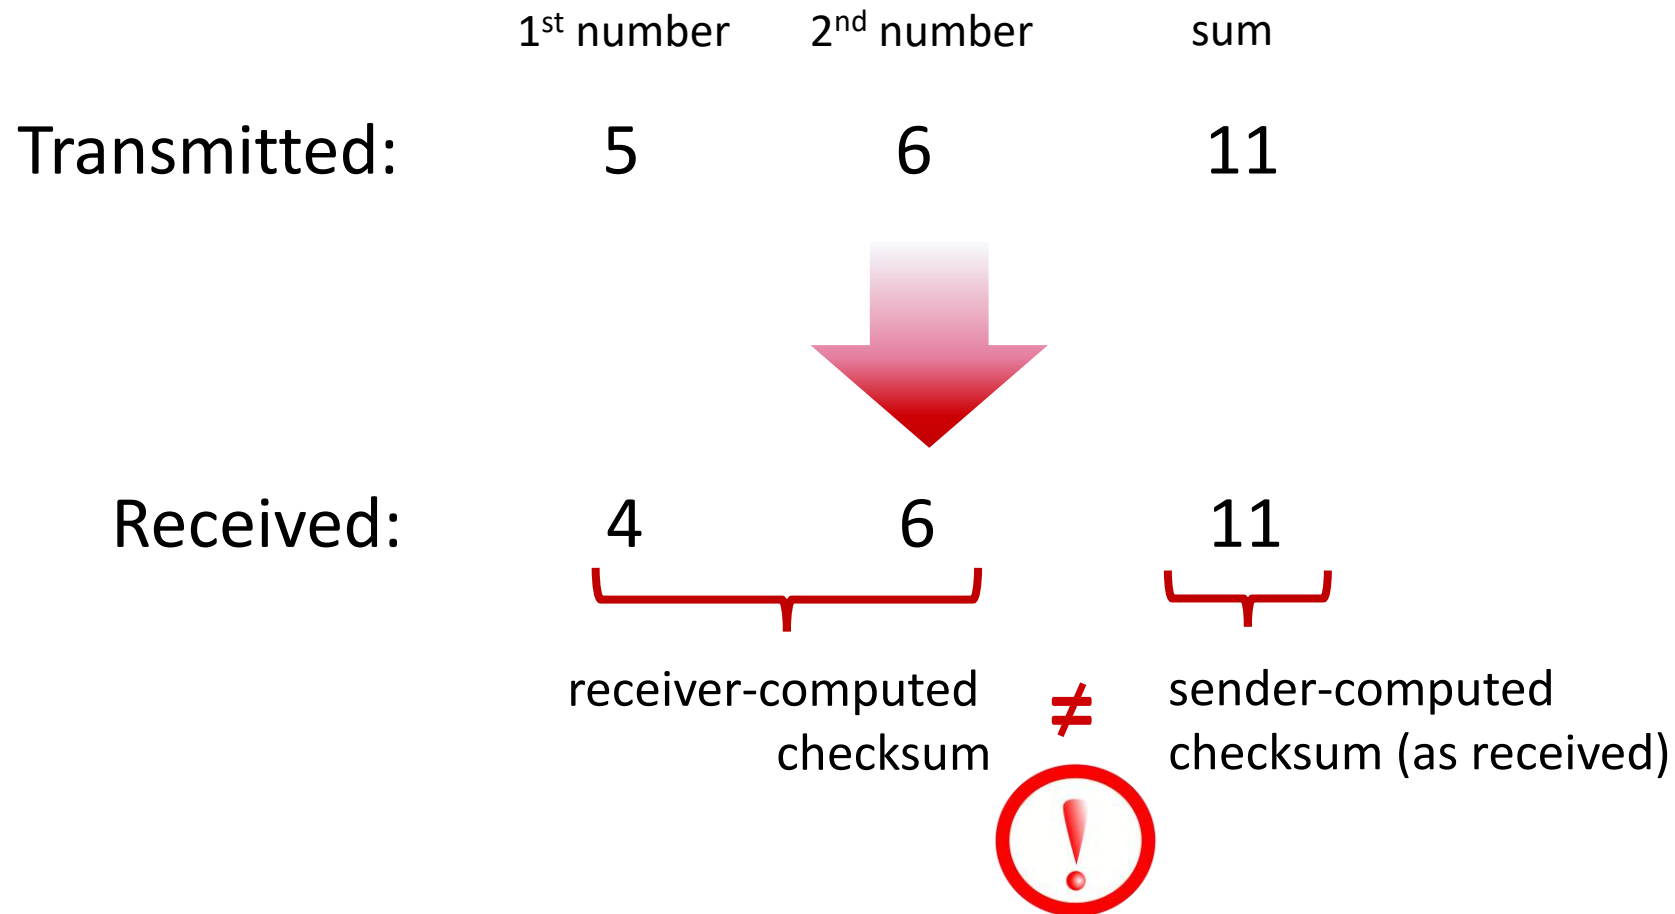 1st number 2nd number sum
Transmitted: 5 6 11
Received: 4 6 11
receiver-computed
checksum
≠
sender-computed
checksum (as received)
!